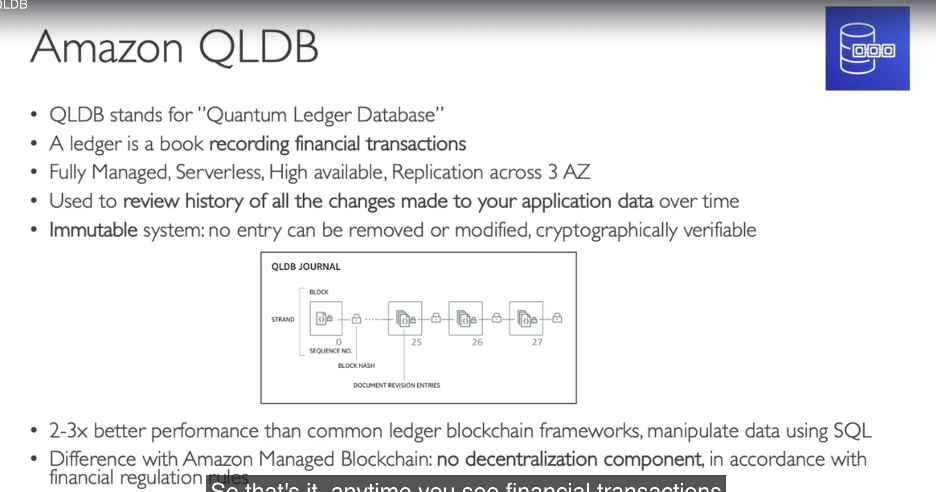 QLDB
Amazon QLDB
• QLDB stands for ”Quantum Ledger Database”
• A ledger is a book recording financial transactions
• Fully Managed, Serverless, High available, Replication across 3 AZ
• Used to review history of all the changes made to your application data over time
• Immutable system: no entry can be removed or modified, cryptographically verifiable
QLDB JOURNAL
BLOCK
STRAND
0 25 26 27
SEQUENCE NO.
BLOCK HASH
DOCUMENT REVISION ENTRIES
• 2-3x better performance than common ledger blockchain frameworks, manipulate data using SQL
• Difference with Amazon Managed Blockchain: no decentralization component, in accordance with
financial regulation rules
So that's it, anytime you see financial transactions